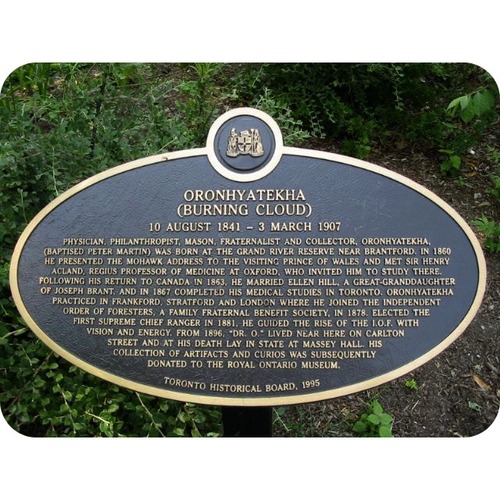 ORONHYATEKHA
(BURNING CLOUD)
10 AUGUST 1841 – 3 MARCH 1907
PHYSICIAN, PHILANTHROPIST, MASON, FRATERNALIST AND COLLECTOR, ORONHYATEKHA,
(BAPTISED PETER MARTIN) WAS BORN AT THE GRAND RIVER RESERVE NEAR BRANTFORD. IN 1860
HE PRESENTED THE MOHAWK ADDRESS TO THE VISITING PRINCE OF WALES AND MET SIR HENRY
ACLAND, REGIUS PROFESSOR OF MEDICINE AT OXFORD, WHO INVITED HIM TO STUDY THERE.
FOLLOWING HIS RETURN TO CANADA IN 1863, HE MARRIED ELLEN HILL, A GREAT-GRANDDAUGHTER
OF JOSEPH BRANT, AND IN 1867 COMPLETED HIS MEDICAL STUDIES IN TORONTO. ORONHYATEKHA
PRACTICED IN FRANKFORD, STRATFORD AND LONDON WHERE HE JOINED THE INDEPENDENT
ORDER OF FORESTERS, A FAMILY FRATERNAL BENEFIT SOCIETY, IN 1878. ELECTED THE
FIRST SUPREME CHIEF RANGER IN 1881, HE GUIDED THE RISE OF THE I.O.F. WITH
VISION AND ENERGY. FROM 1896, "DR. O." LIVED NEAR HERE ON CARLTON
STREET AND AT HIS DEATH LAY IN STATE AT MASSEY HALL. HIS
COLLECTION OF ARTIFACTS AND CURIOS WAS SUBSEQUENTLY
DONATED TO THE ROYAL ONTARIO MUSEUM.
TORONTO HISTORICAL BOARD, 1995